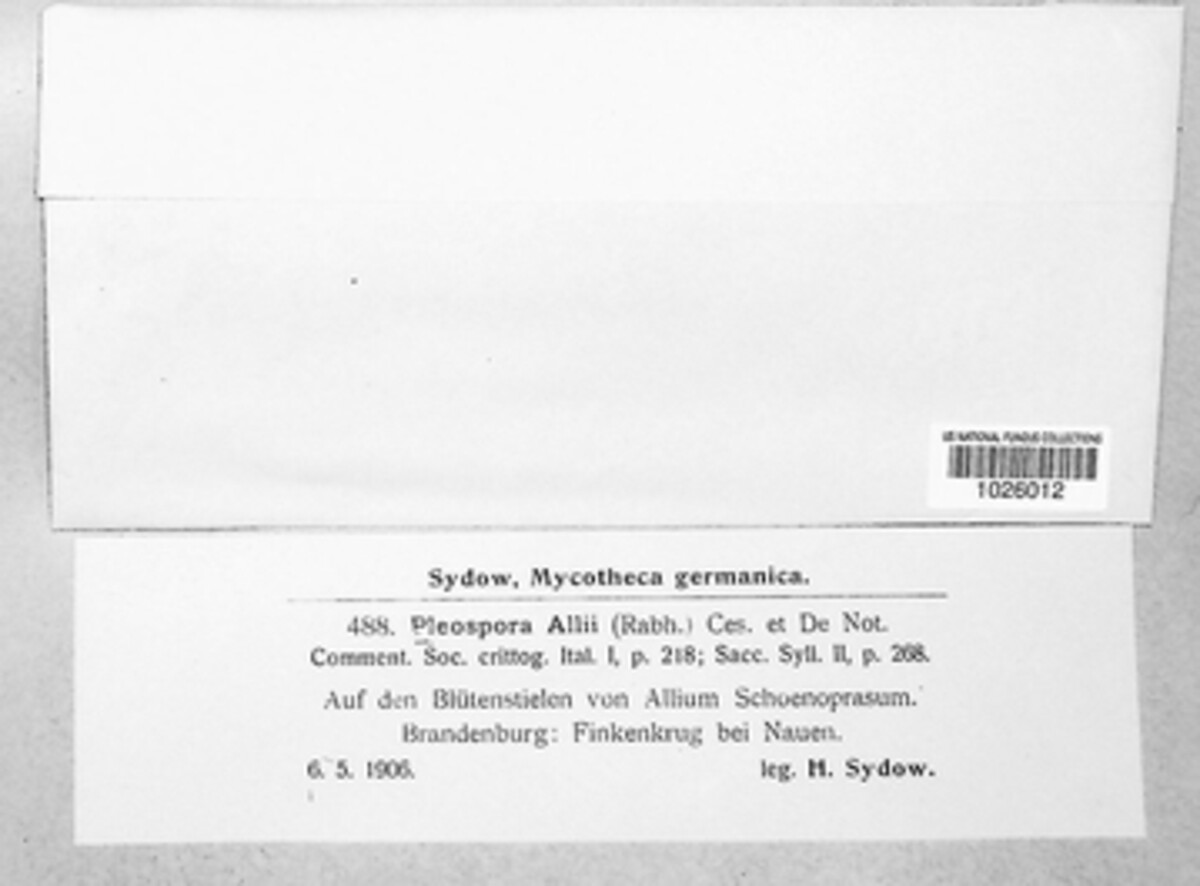 US NATIONAL FUNGUS COLLECTIONS
1026012
Sydow, Mycotheca germanica.
488. Pleospora Allii (Rabh.) Ces. et De Not.
Comment. Soc. crittog. Ital. I, p. 218; Sacc. Syll. II, p. 268.
Auf den Blütenstielen von Allium Schoenoprasum.
Brandenburg: Finkenkrug bei Nauen.
6. 5. 1906. leg. H. Sydow.